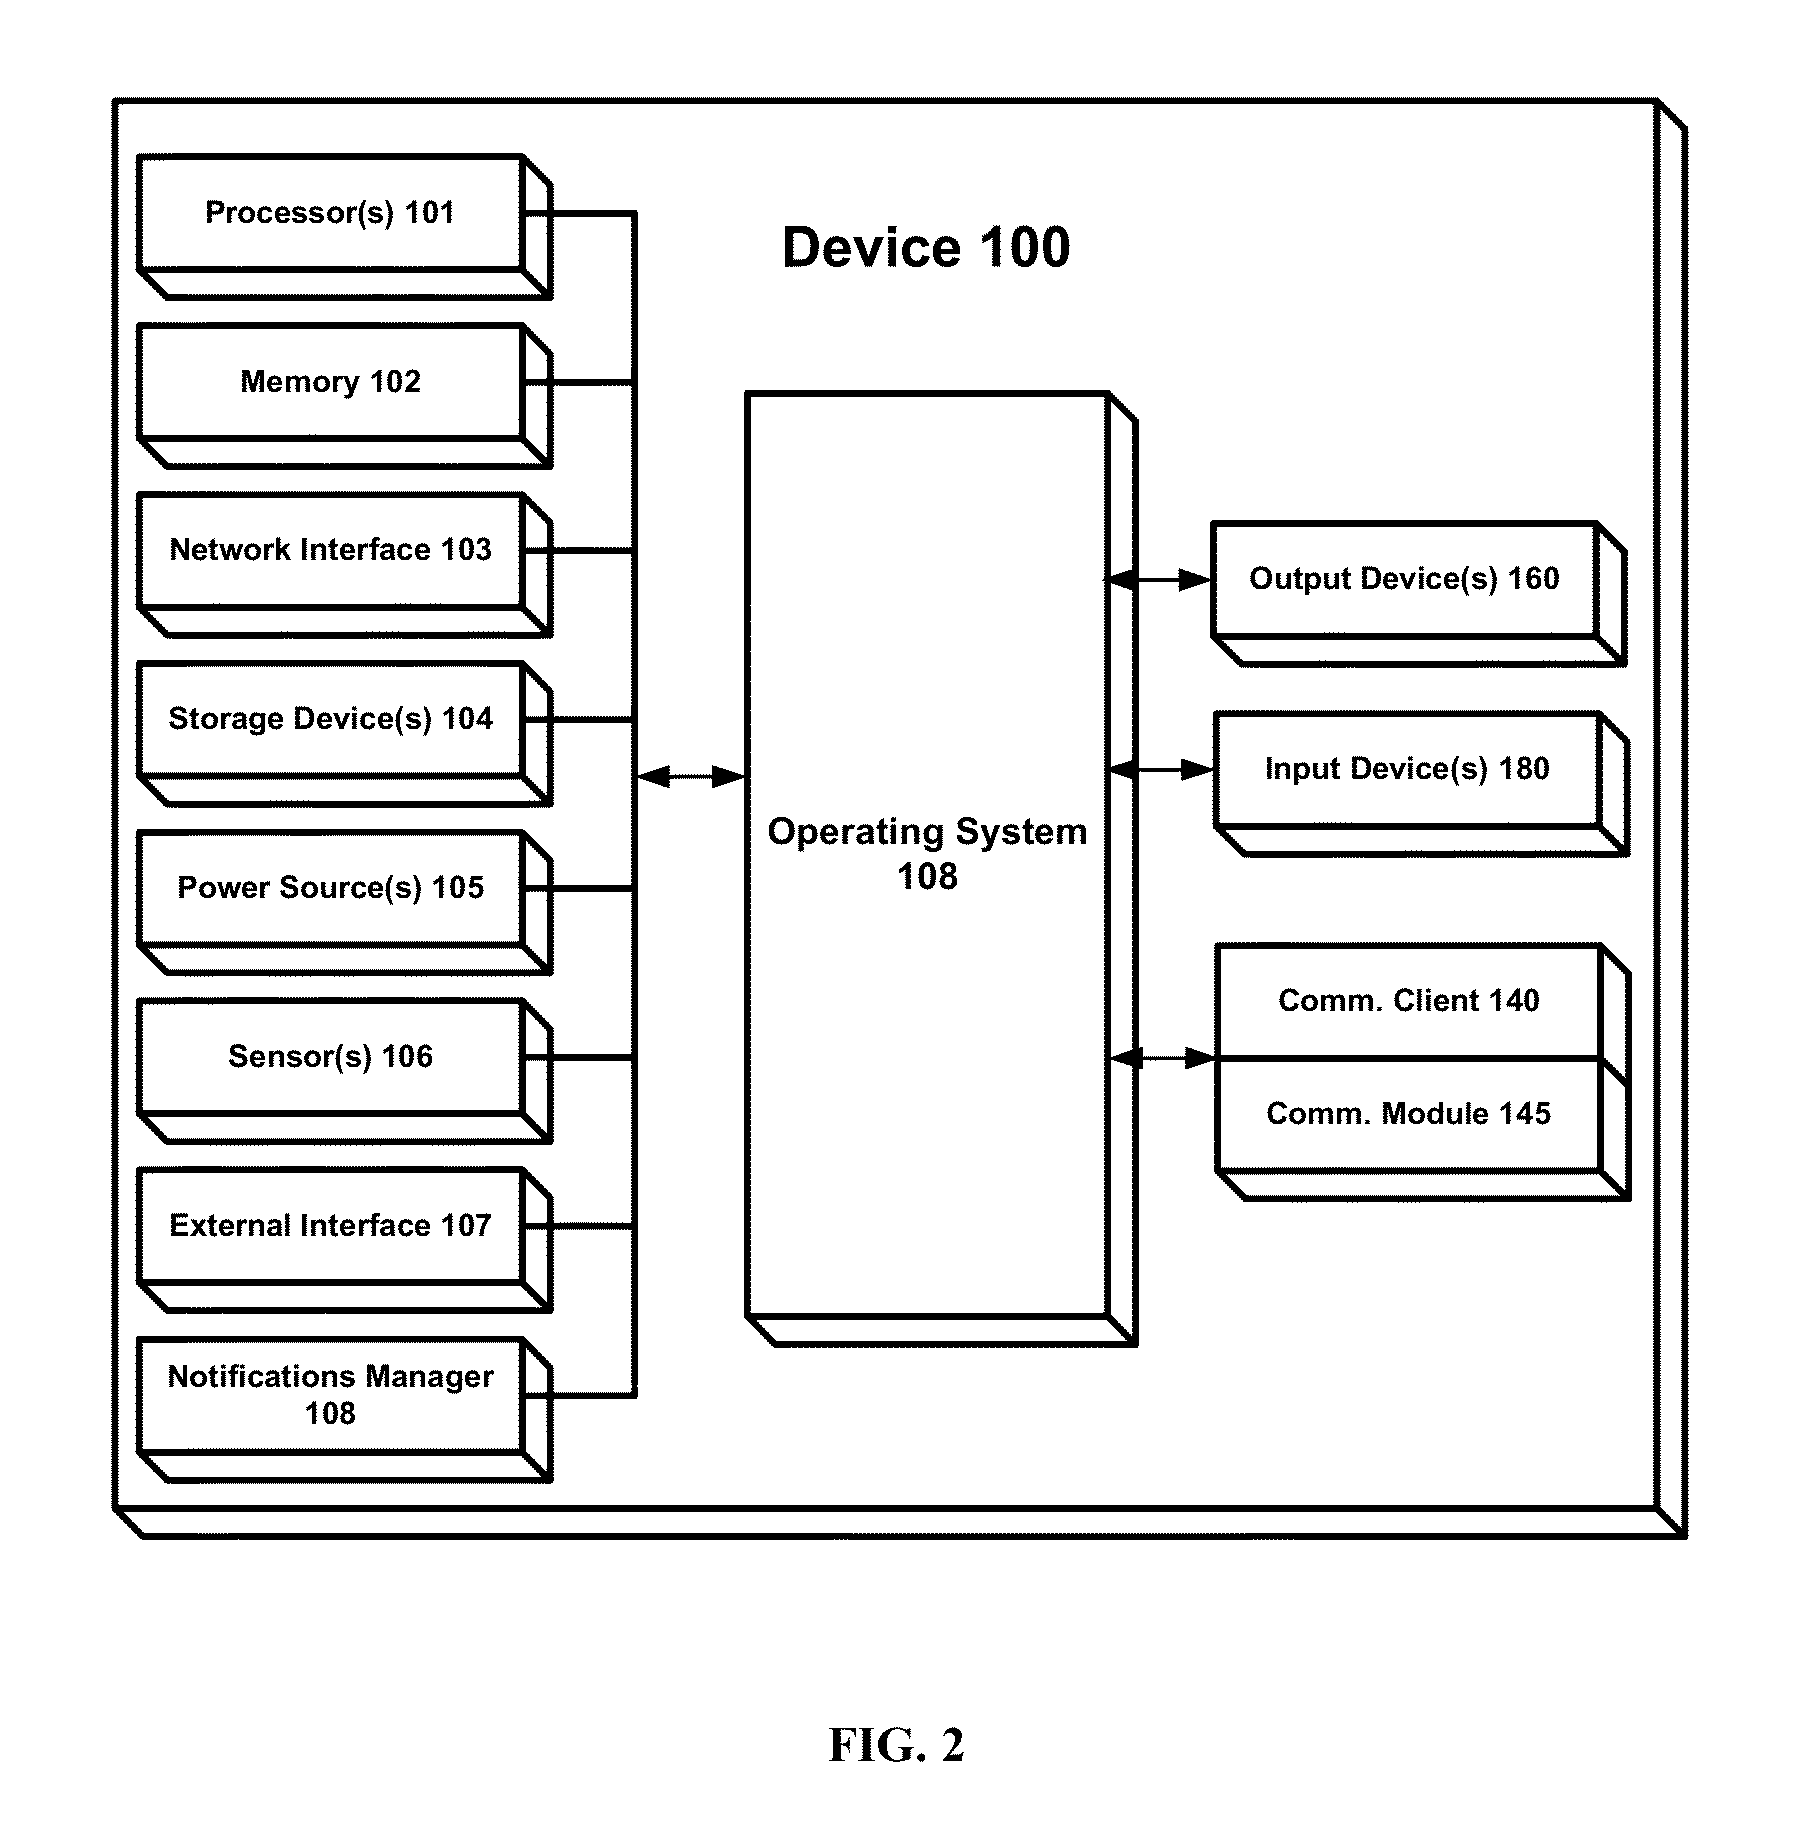 Device 100
Processor(s) 101
Memory 102
Network Interface 103
Storage Device(s) 104
Power Source(s) 105
Sensor(s) 106
External Interface 107
Notifications Manager
108
Operating System
108
Output Device(s) 160
Input Device(s) 180
Comm. Client 140
Comm. Module 145
FIG. 2